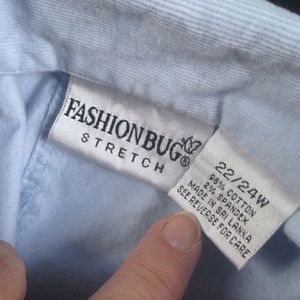 FASHION BUG®
STRETCH
22/24W
98% COTTON
2% SPANDEX
MADE IN SRI LANKA
SEE REVERSE FOR CARE